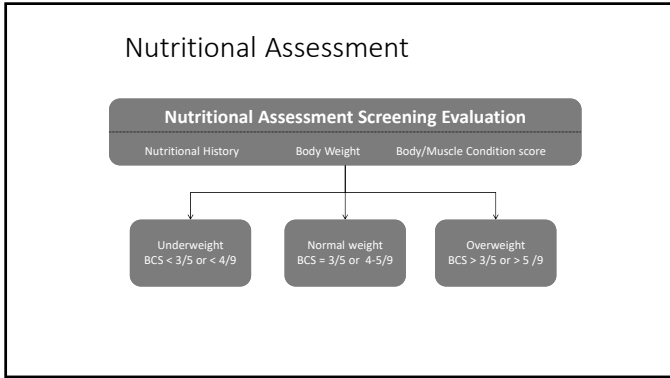 Nutritional Assessment
Nutritional Assessment Screening Evaluation
Nutritional History Body Weight Body/Muscle Condition score
Underweight
BCS < 3/5 or < 4/9
Normal weight
BCS = 3/5 or 4-5/9
Overweight
BCS > 3/5 or > 5 /9